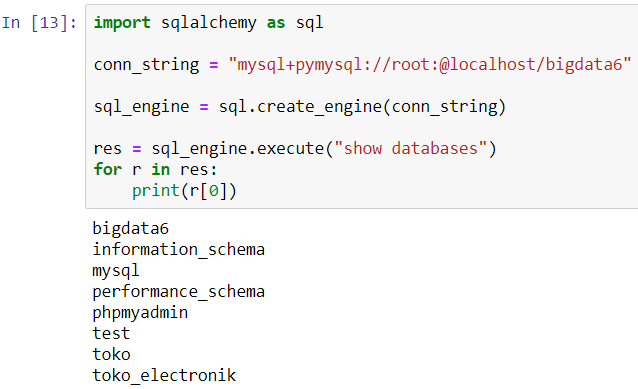 In [13]: import sqlalchemy as sql
conn_string = "mysql+pymysql://root:@localhost/bigdata6"
sql_engine = sql.create_engine(conn_string)
res = sql_engine.execute("show databases")
for r in res:
    print(r[0])
bigdata6
information_schema
mysql
performance_schema
phpmyadmin
test
toko
toko_electronik